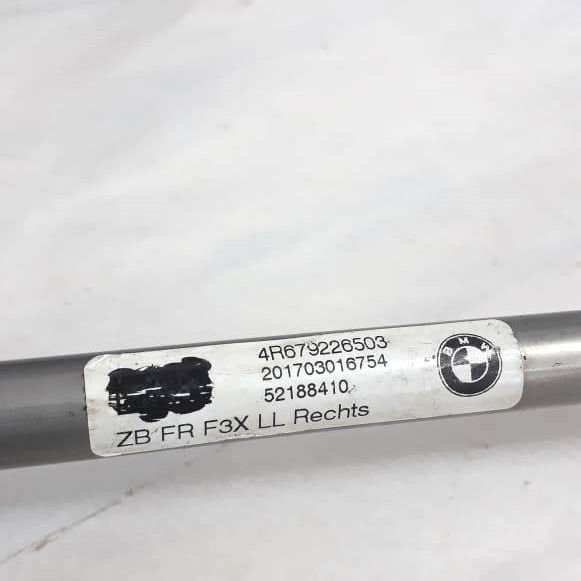 4R679226503
201703016754
52188410
ZB FR F3X LL Rechts
BMW